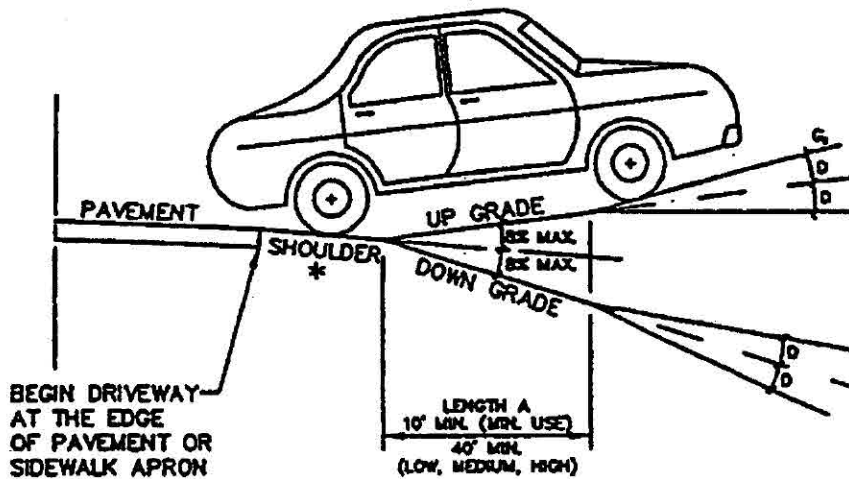 PAVEMENT
SHOULDER
*
UP GRADE
8% MAX.
8% MAX.
DOWN GRADE
G₁
D
D
D
D
BEGIN DRIVEWAY
AT THE EDGE
OF PAVEMENT OR
SIDEWALK APRON
LENGTH A
10' MIN. (MIN. USE)
40' MIN.
(LOW, MEDIUM, HIGH)